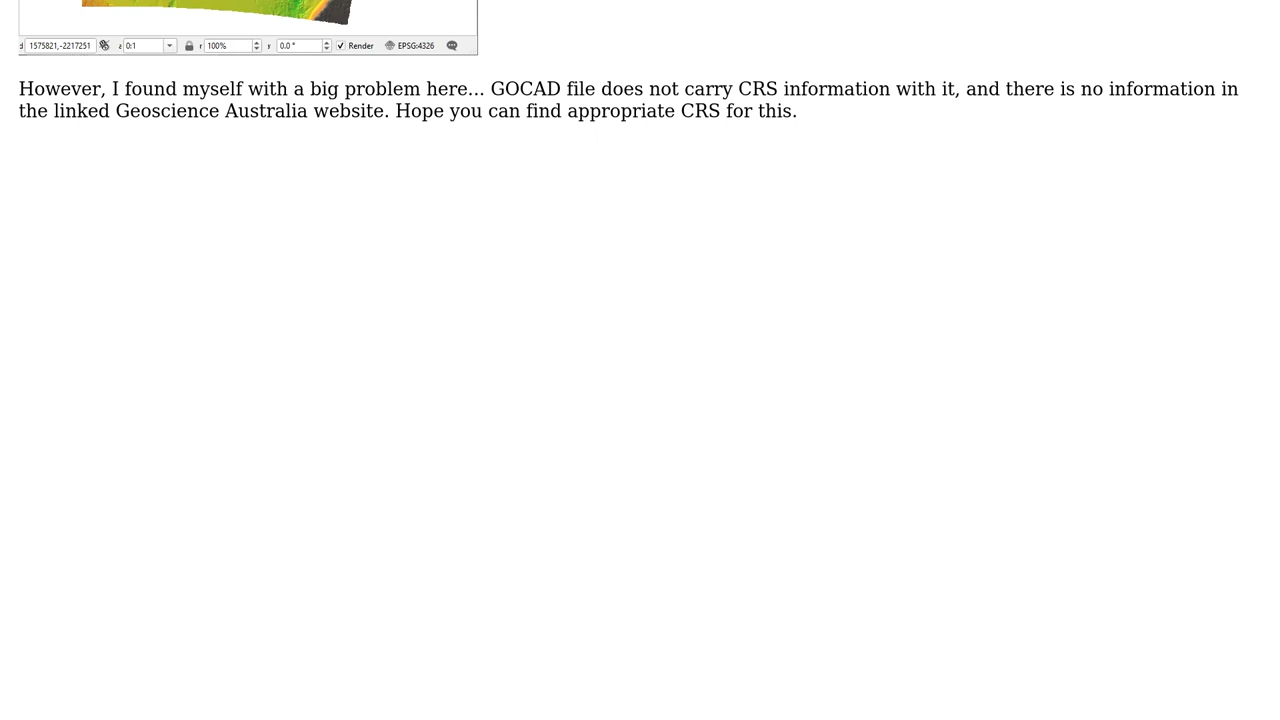 d 1575821,-2217251 ε 0:1 r 100% y 0.0 ° Render EPSG:4326
However, I found myself with a big problem here... GOCAD file does not carry CRS information with it, and there is no information in
the linked Geoscience Australia website. Hope you can find appropriate CRS for this.